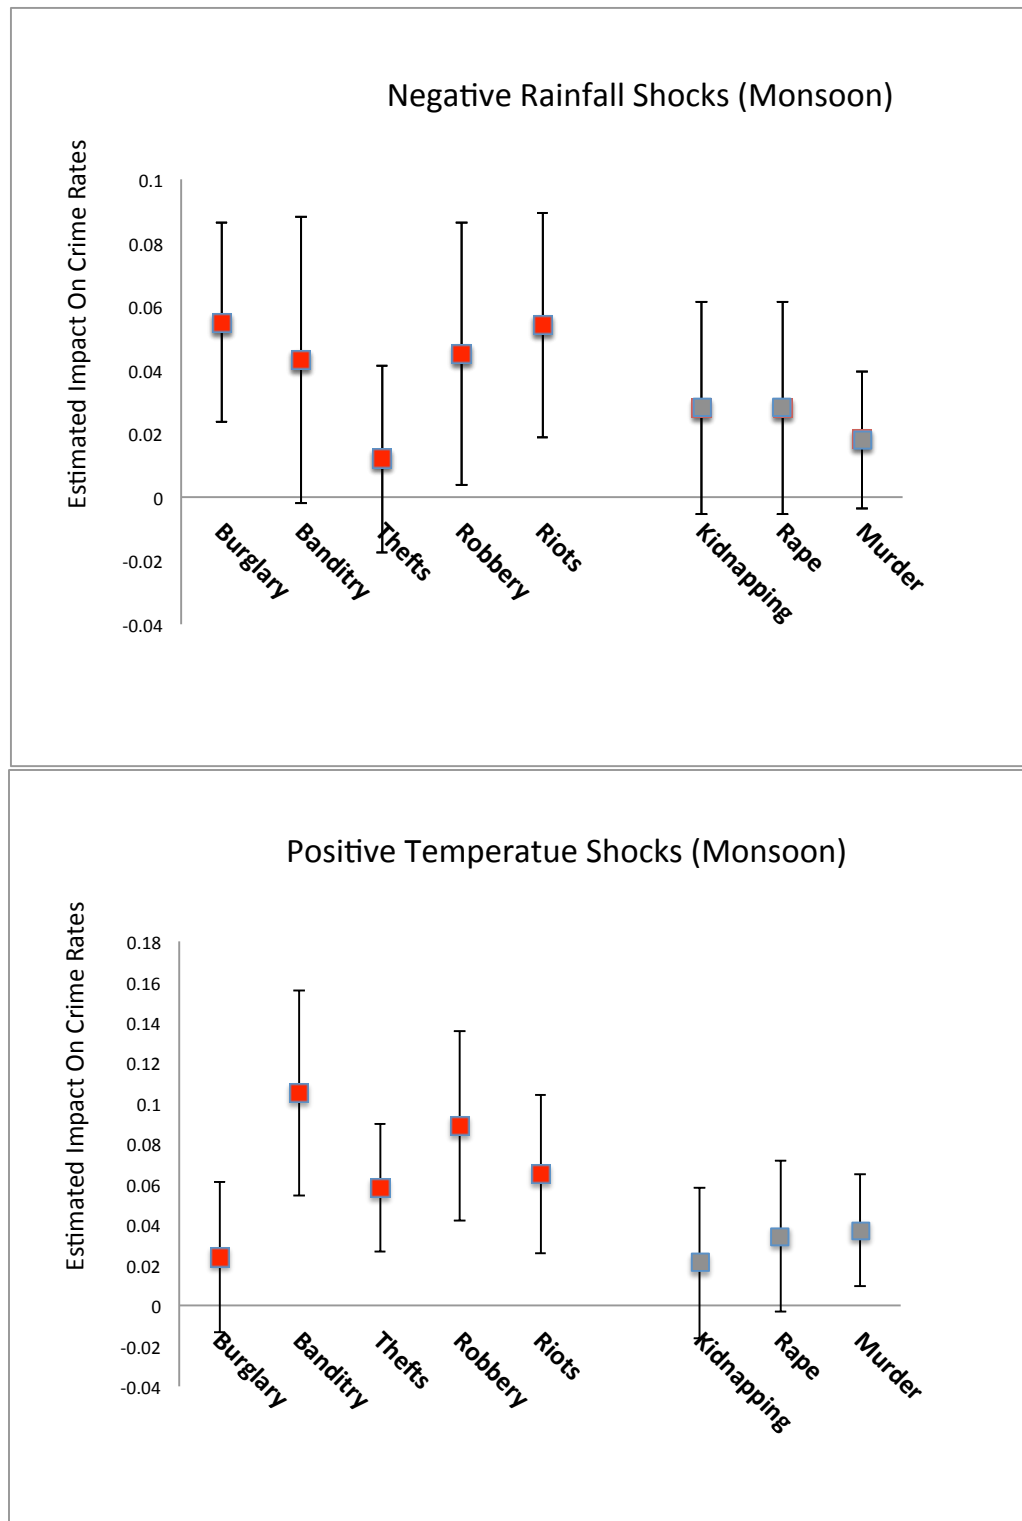 Negative Rainfall Shocks (Monsoon)
Estimated Impact On Crime Rates
0.1
0.08
0.06
0.04
0.02
0
-0.02
-0.04
Burglary
Banditry
Thefts
Robbery
Riots
Kidnapping
Rape
Murder
Positive Temperatue Shocks (Monsoon)
Estimated Impact On Crime Rates
0.18
0.16
0.14
0.12
0.1
0.08
0.06
0.04
0.02
0
-0.02
-0.04
Burglary
Banditry
Thefts
Robbery
Riots
Kidnapping
Rape
Murder